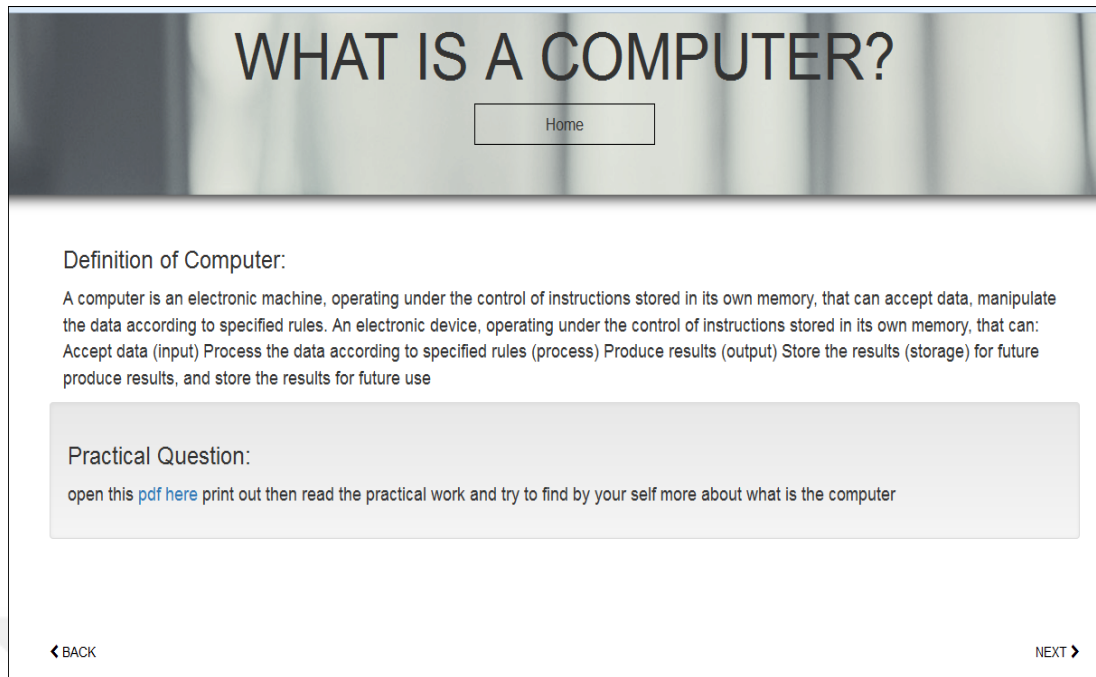 WHAT IS A COMPUTER?
Home
Definition of Computer:
A computer is an electronic machine, operating under the control of instructions stored in its own memory, that can accept data, manipulate
the data according to specified rules. An electronic device, operating under the control of instructions stored in its own memory, that can:
Accept data (input) Process the data according to specified rules (process) Produce results (output) Store the results (storage) for future
produce results, and store the results for future use
Practical Question:
open this pdf here print out then read the practical work and try to find by your self more about what is the computer
BACK
NEXT